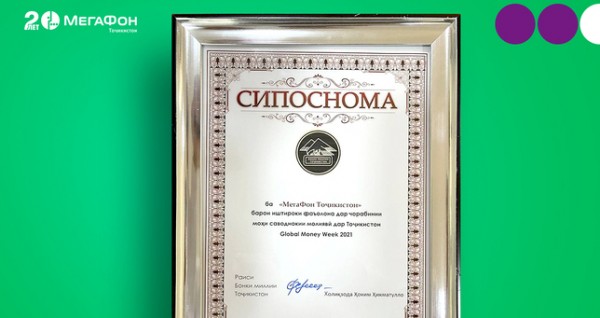 20 ЛЕТ МЕГАФОН
Тоҷикистон
СИПОСНОМА
ба «МегаФон Тоҷикистон»
барои иштироки фаъолона дар чорабинии
моҳи саводнокии молиявӣ дар Тоҷикистон
Global Money Week 2021
Раиси
Бонки миллии
Тоҷикистон
Холиқзода Ҳоким Ҳикматулло